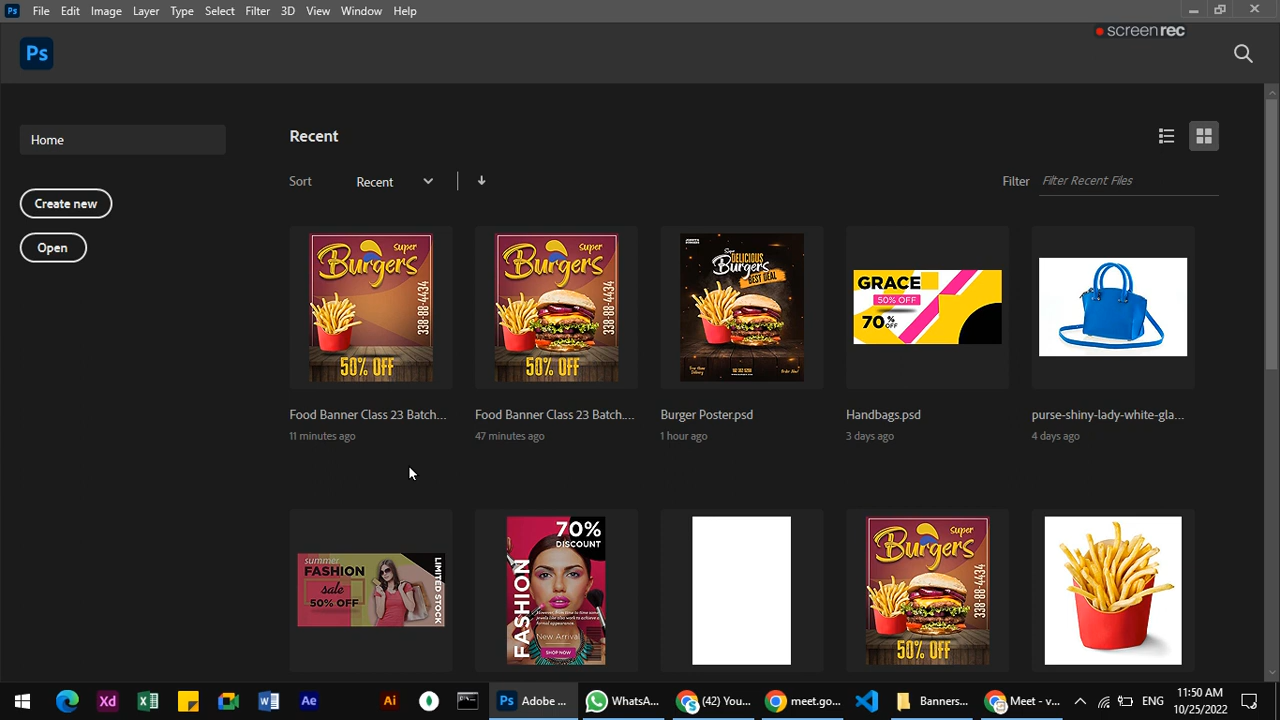 Ps File Edit Image Layer Type Select Filter 3D View Window Help
screenrec
Ps
Home
Recent
Sort Recent
Filter Filter Recent Files
Create new
Open
Super
Burgers
338-88-4434
50% OFF
Super
Burgers
338-88-4434
50% OFF
DELICIOUS
Burgers
BEST DEAL
GRACE
50% OFF
70% OFF
Food Banner Class 23 Batch...
Food Banner Class 23 Batch....
Burger Poster.psd
Handbags.psd
purse-shiny-lady-white-gla...
11 minutes ago
47 minutes ago
1 hour ago
3 days ago
4 days ago
summer
FASHION
sale
50% OFF
LIMITED STOCK
70%
DISCOUNT
FASHION
New Arrival
SHOP NOW
Super
Burgers
338-88-4434
50% OFF
Xd Ae Ai Ps Adobe ... WhatsA... (42) You... meet.go... Banners... Meet - v... ENG 11:50 AM
10/25/2022